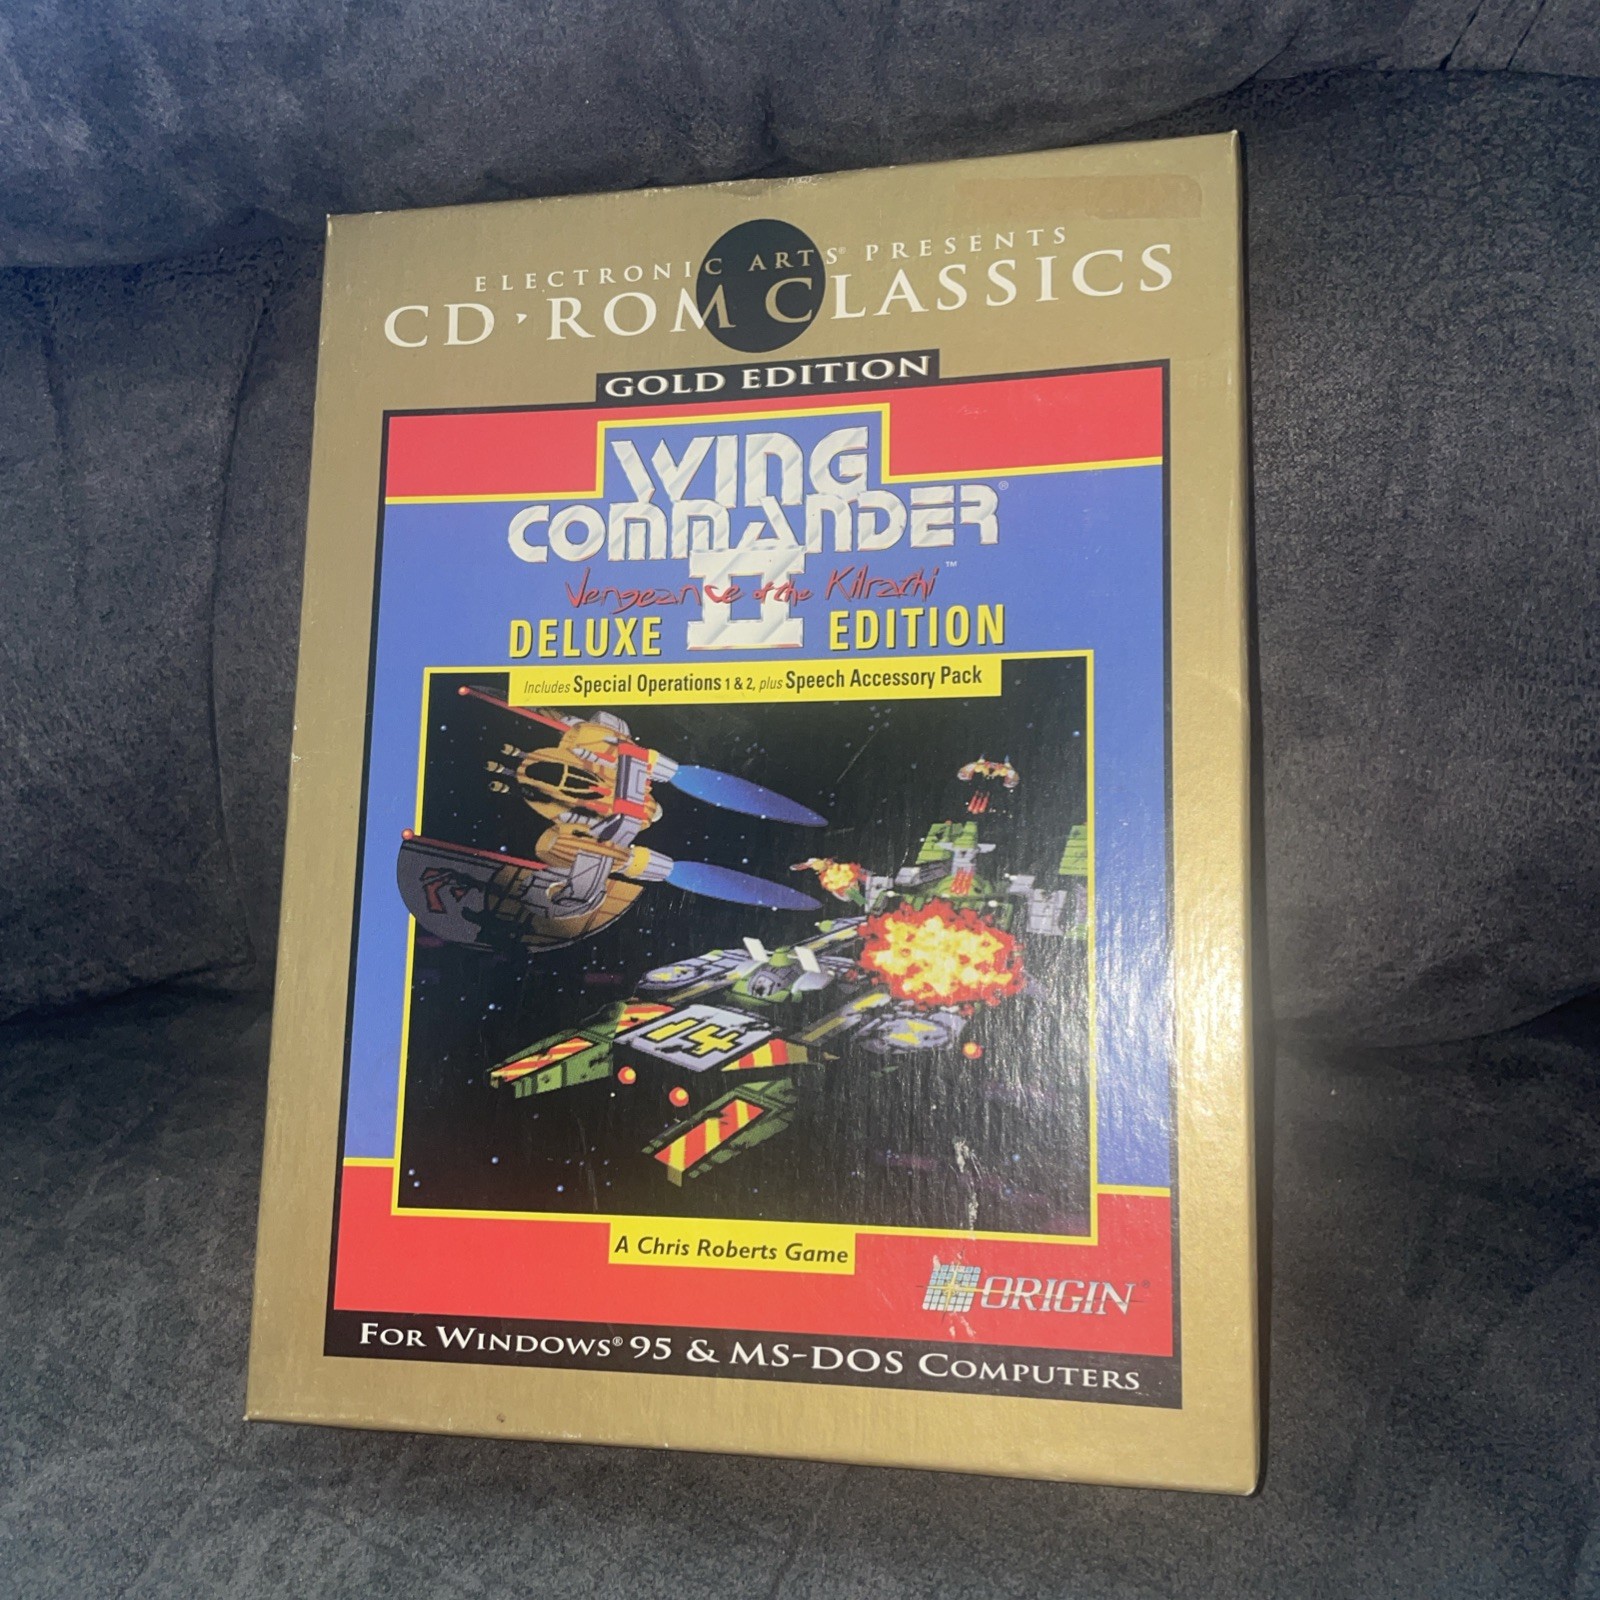 ELECTRONIC ARTS® PRESENTS
CD·ROM CLASSICS
GOLD EDITION
WING
COMMANDER®
II
Vengeance of the Kilrathi™
DELUXE EDITION
Includes Special Operations 1 & 2, plus Speech Accessory Pack
14
A Chris Roberts Game
ORIGIN®
FOR WINDOWS® 95 & MS-DOS COMPUTERS